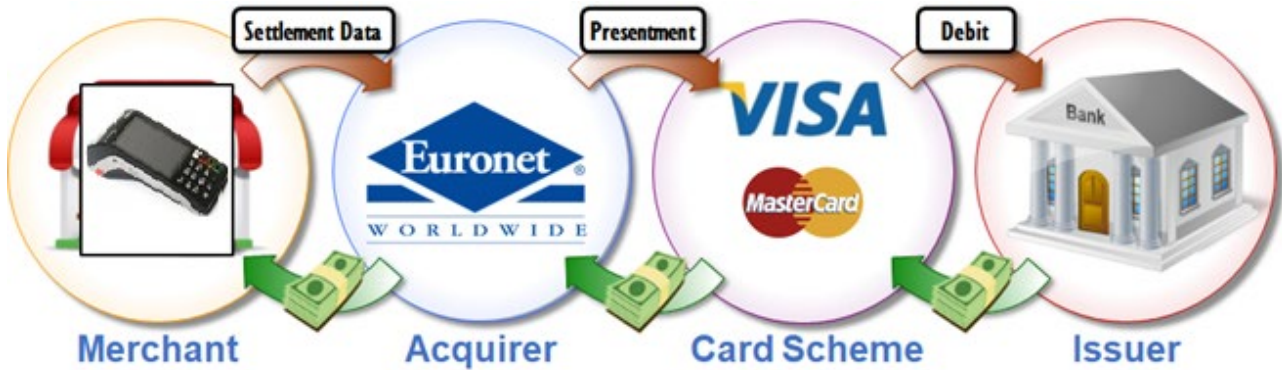 Settlement Data
Presentment
Debit
VISA
Bank
Euronet
®
MasterCard
WORLDWIDE
Merchant
Acquirer
Card Scheme
Issuer